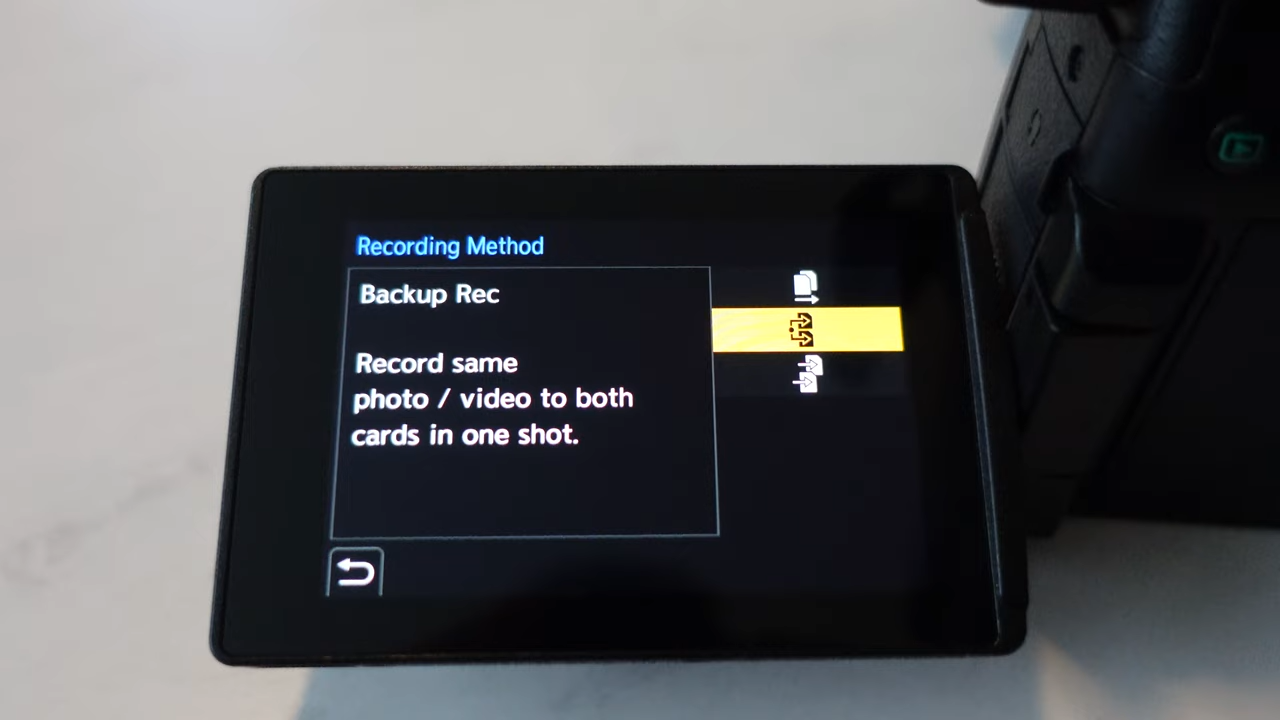 Recording Method
Backup Rec
Record same
photo / video to both
cards in one shot.